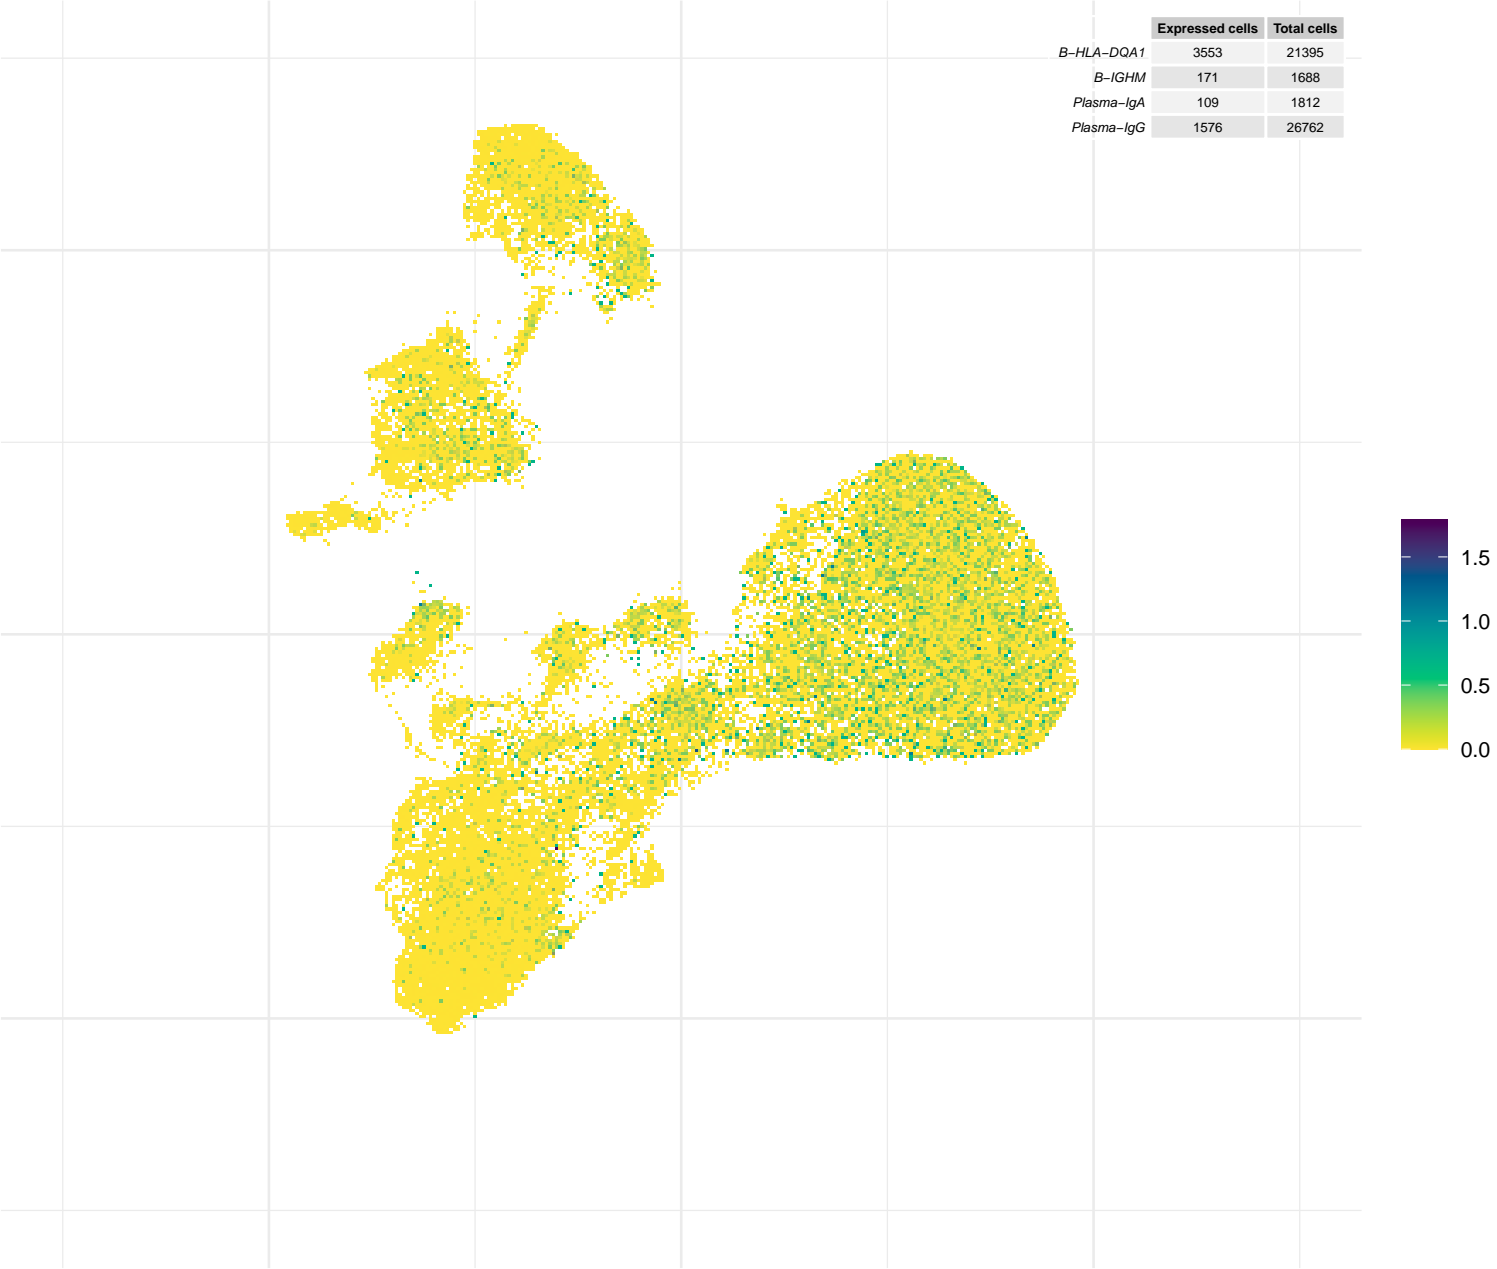 Expressed cells Total cells
B−HLA−DQA1 3553 21395
B−IGHM 171 1688
Plasma−IgA 109 1812
Plasma−IgG 1576 26762
1.5
1.0
0.5
0.0